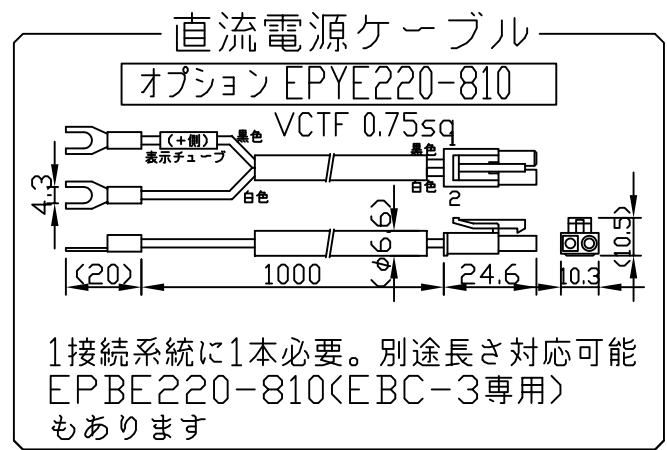 直流電源ケーブル
オプション EPYE220-810
VCTF 0.75sq
(+側)
黒色
表示チューブ
黒色
1
白色
白色
2
4.3
(φ6.6)
(10.5)
(20)
1000
24.6
10.3
1接続系統に1本必要。別途長さ対応可能
EPBE220-810(EBC-3専用)
もあります